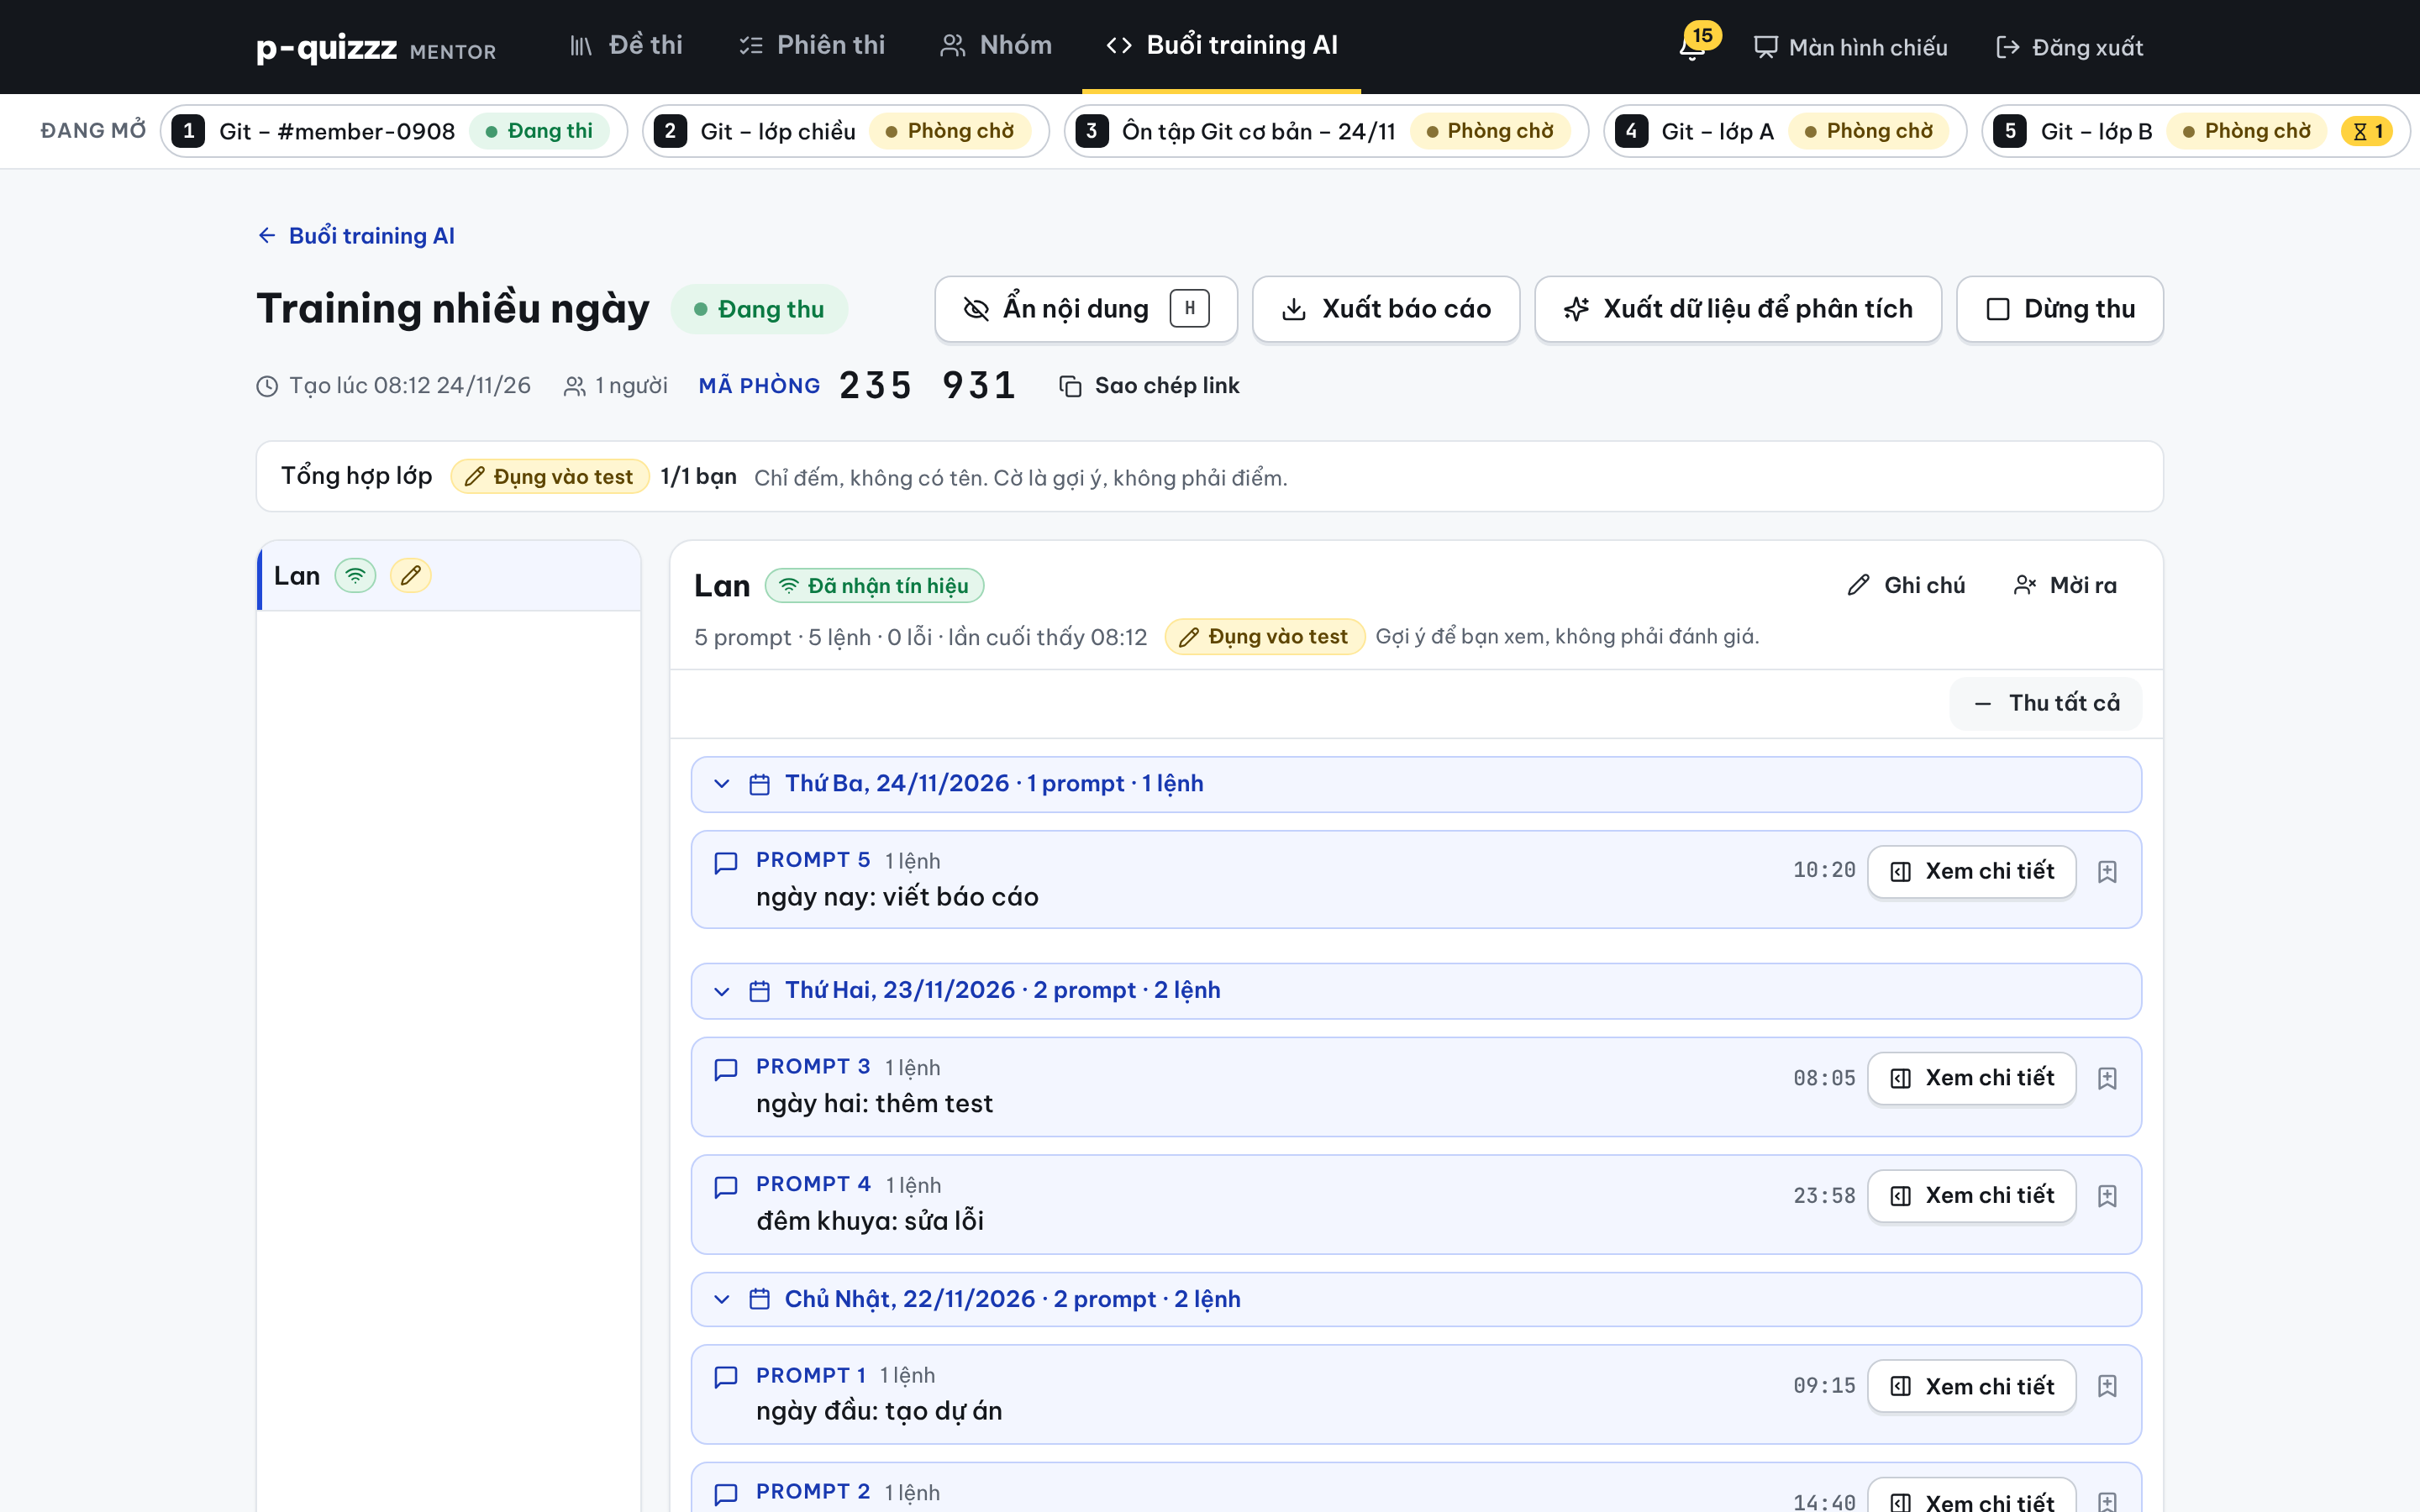 p-quizzz MENTOR Đề thi Phiên thi Nhóm Buổi training AI 15 Màn hình chiếu Đăng xuất
ĐANG MỞ 1 Git – #member-0908 Đang thi 2 Git – lớp chiều Phòng chờ 3 Ôn tập Git cơ bản – 24/11 Phòng chờ 4 Git – lớp A Phòng chờ 5 Git – lớp B Phòng chờ 1
Buổi training AI
Training nhiều ngày Đang thu Ẩn nội dung H Xuất báo cáo Xuất dữ liệu để phân tích Dừng thu
Tạo lúc 08:12 24/11/26 1 người MÃ PHÒNG 235 931 Sao chép link
Tổng hợp lớp Đụng vào test 1/1 bạn Chỉ đếm, không có tên. Cờ là gợi ý, không phải điểm.
Lan
Lan Đã nhận tín hiệu Ghi chú Mời ra
5 prompt · 5 lệnh · 0 lỗi · lần cuối thấy 08:12 Đụng vào test Gợi ý để bạn xem, không phải đánh giá.
Thu tất cả
Thứ Ba, 24/11/2026 · 1 prompt · 1 lệnh
PROMPT 5 1 lệnh 10:20 Xem chi tiết
ngày nay: viết báo cáo
Thứ Hai, 23/11/2026 · 2 prompt · 2 lệnh
PROMPT 3 1 lệnh 08:05 Xem chi tiết
ngày hai: thêm test
PROMPT 4 1 lệnh 23:58 Xem chi tiết
đêm khuya: sửa lỗi
Chủ Nhật, 22/11/2026 · 2 prompt · 2 lệnh
PROMPT 1 1 lệnh 09:15 Xem chi tiết
ngày đầu: tạo dự án
PROMPT 2 1 lệnh 14:40 Xem chi tiết